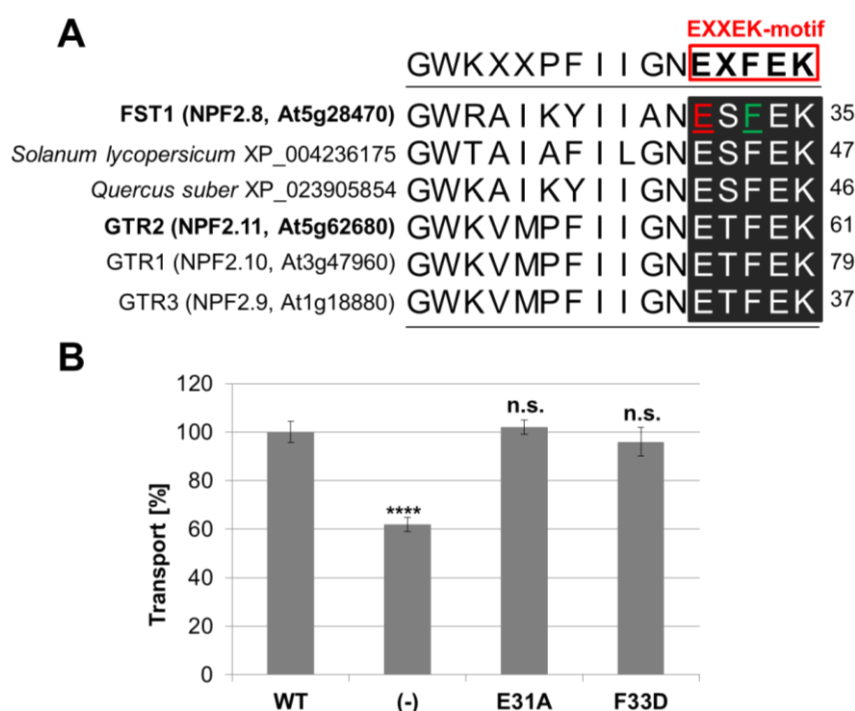 A
EXXEK-motif
GWKXXPFIIGNEXFEK
FST1 (NPF2.8, At5g28470) GWRAIKYIIANESFEK 35
Solanum lycopersicum XP_004236175 GWTAIAFILGNESFEK 47
Quercus suber XP_023905854 GWKAIKYIIGNESFEK 46
GTR2 (NPF2.11, At5g62680) GWKVMPFIIGNETFEK 61
GTR1 (NPF2.10, At3g47960) GWKVMPFIIGNETFEK 79
GTR3 (NPF2.9, At1g18880) GWKVMPFIIGNETFEK 37
B
Transport [%]
120
100
80
60
40
20
0
****
n.s.
n.s.
WT (-) E31A F33D